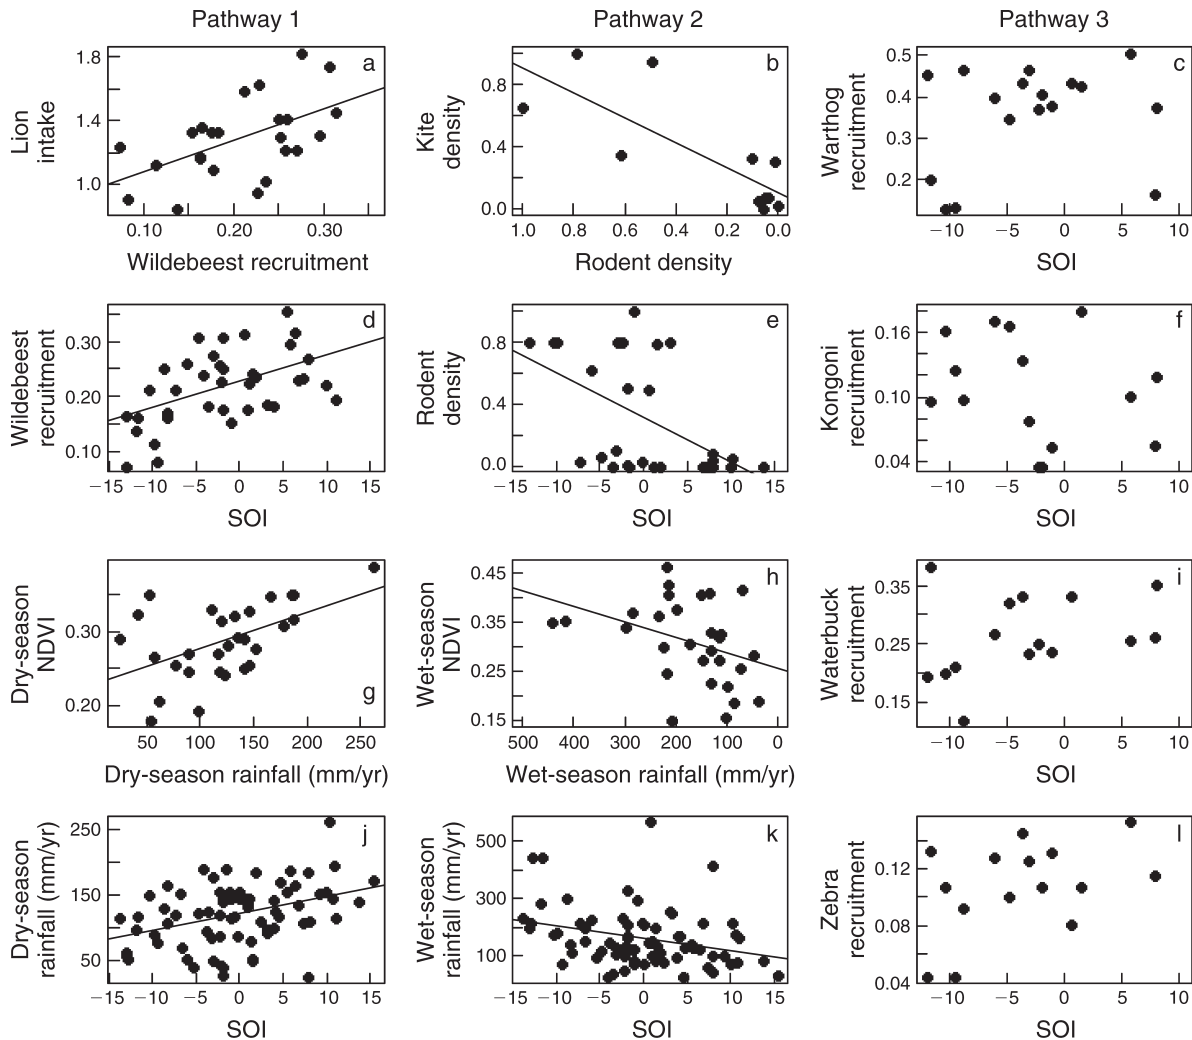 Pathway 1
Pathway 2
Pathway 3
Lion
intake
1.8
1.4
1.0
a
0.10 0.20 0.30
Wildebeest recruitment
Kite
density
0.8
0.4
0.0
b
1.0 0.8 0.6 0.4 0.2 0.0
Rodent density
Warthog
recruitment
0.5
0.4
0.3
0.2
c
−10 −5 0 5 10
SOI
Wildebeest
recruitment
0.30
0.20
0.10
d
−15 −10 −5 0 5 10 15
SOI
Rodent
density
0.8
0.4
0.0
e
−15 −10 −5 0 5 10 15
SOI
Kongoni
recruitment
0.16
0.10
0.04
f
−10 −5 0 5 10
SOI
Dry-season
NDVI
0.30
0.20
g
50 100 150 200 250
Dry-season rainfall (mm/yr)
Wet-season
NDVI
0.45
0.35
0.25
0.15
h
500 400 300 200 100 0
Wet-season rainfall (mm/yr)
Waterbuck
recruitment
0.35
0.25
0.15
i
−10 −5 0 5 10
SOI
Dry-season
rainfall (mm/yr)
250
150
50
j
−15 −10 −5 0 5 10 15
SOI
Wet-season
rainfall (mm/yr)
500
300
100
k
−15 −10 −5 0 5 10 15
SOI
Zebra
recruitment
0.12
0.08
0.04
l
−10 −5 0 5 10
SOI